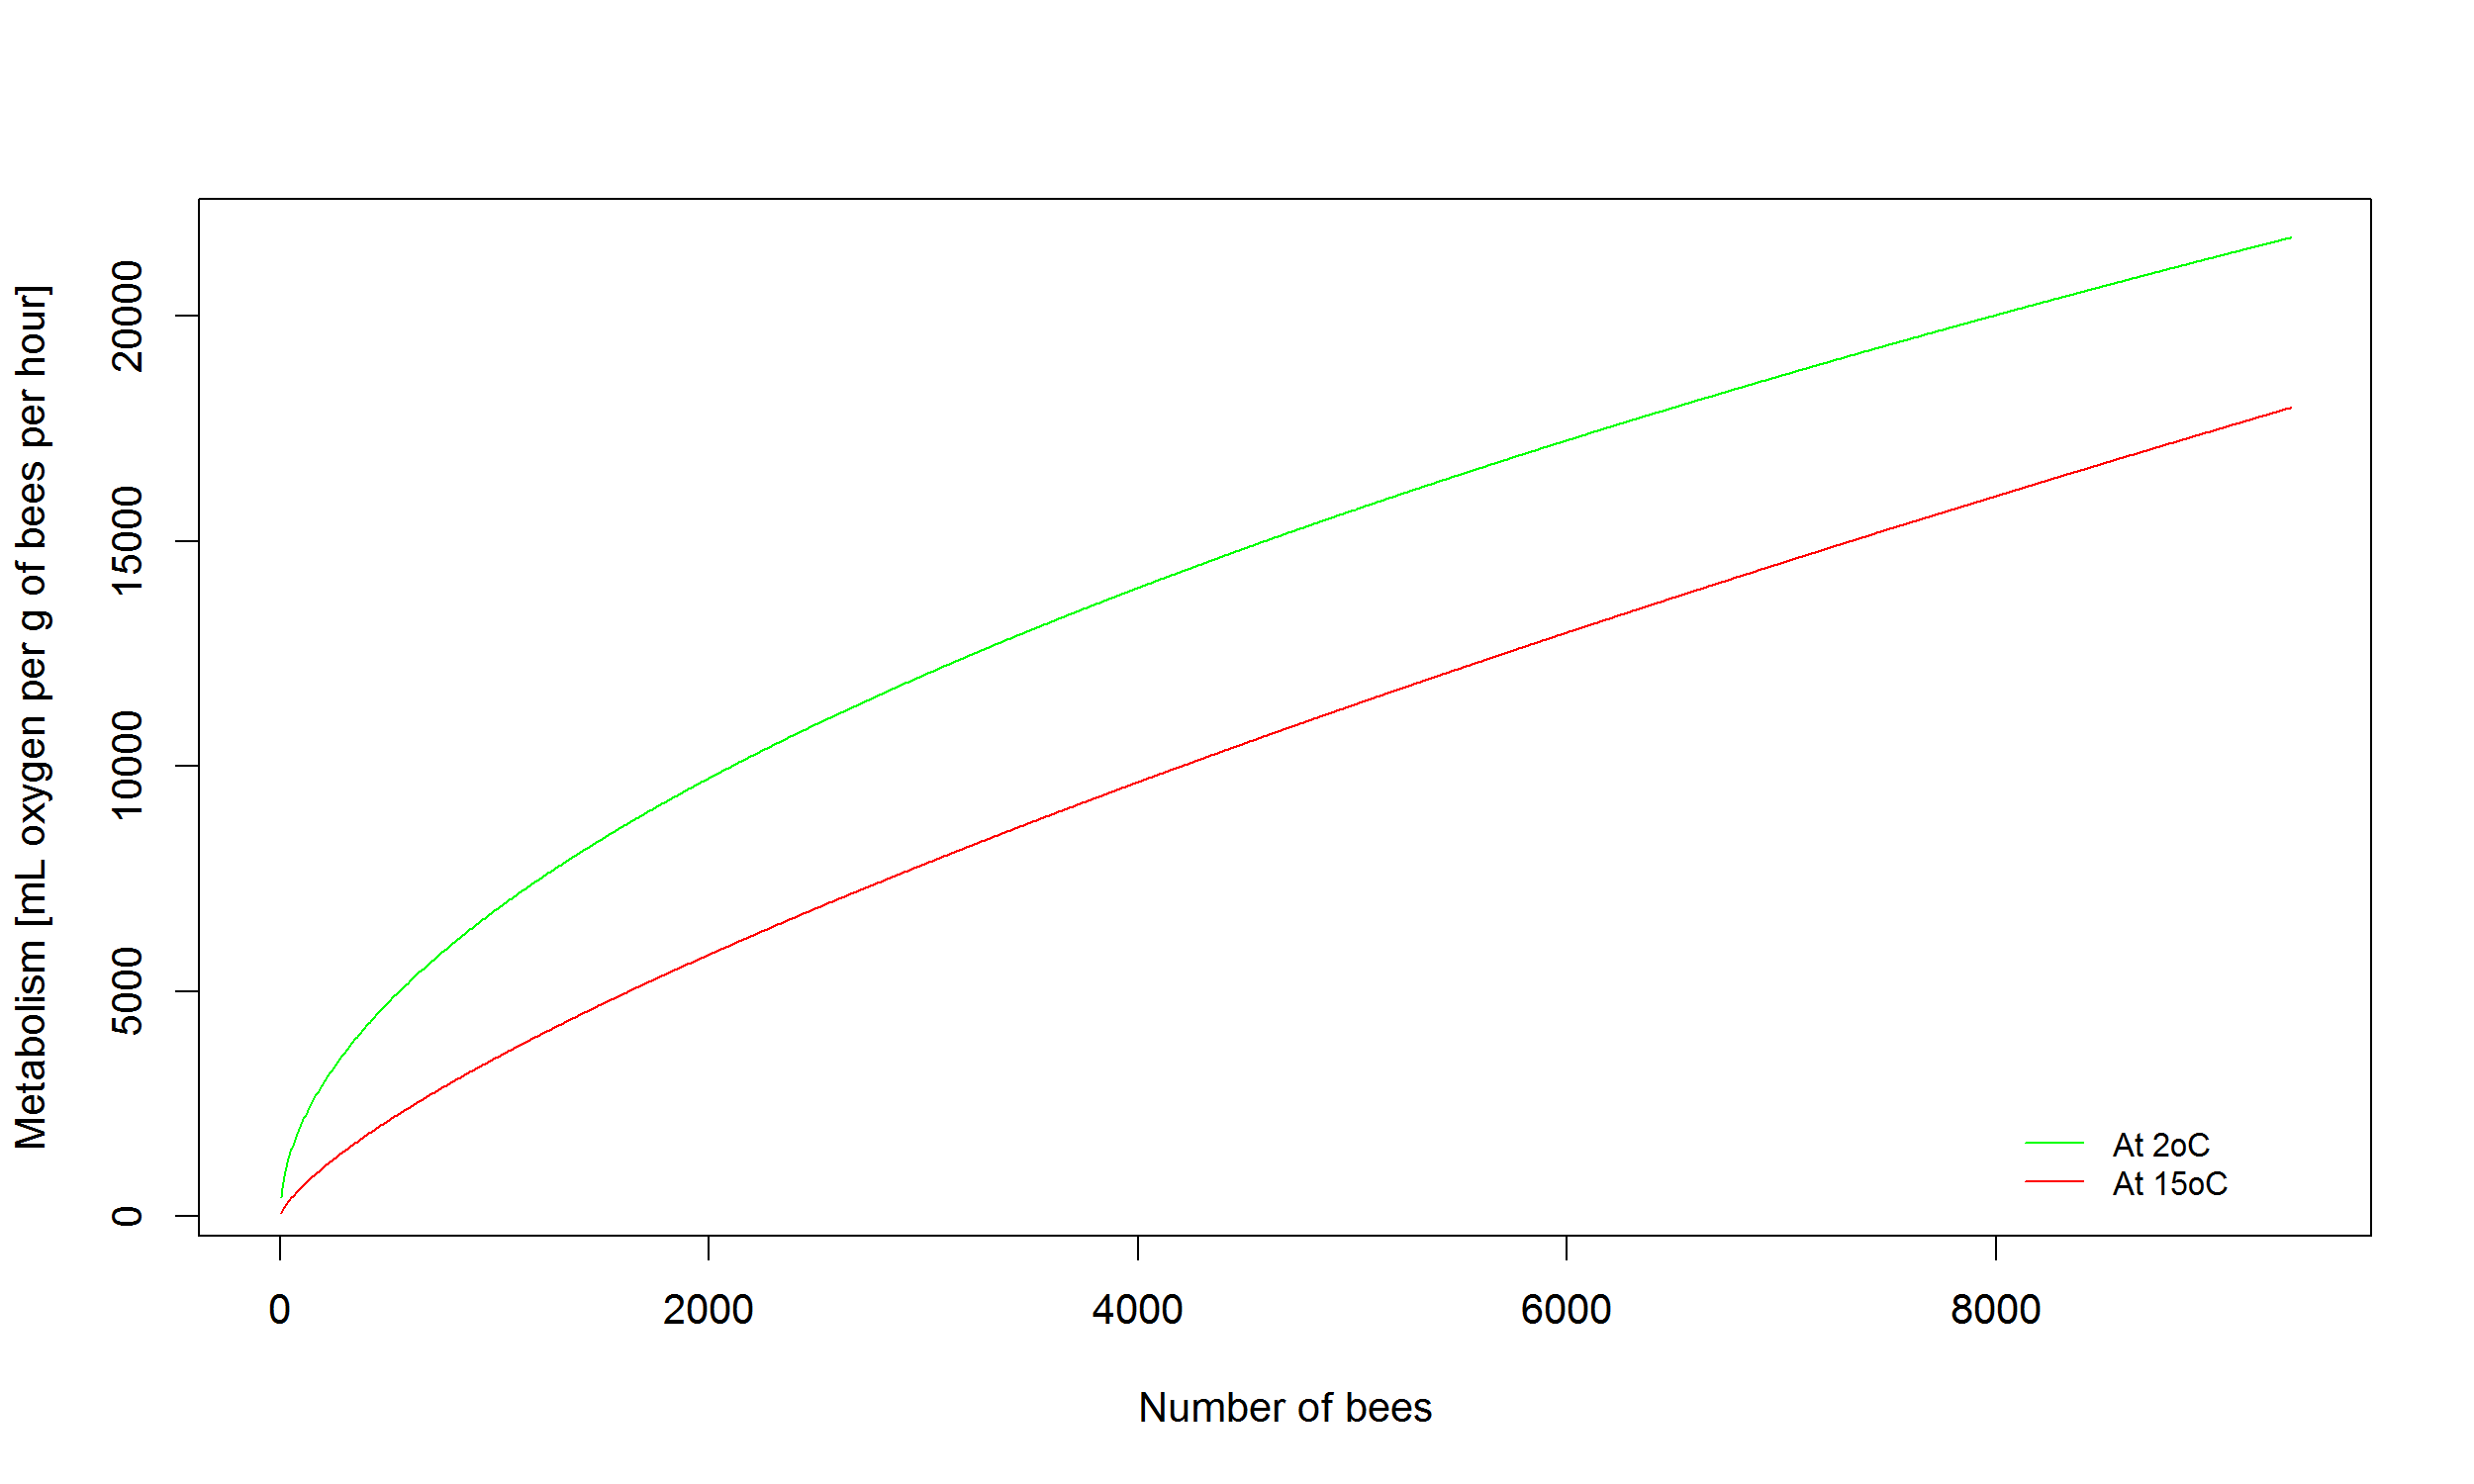 Metabolism [mL oxygen per g of bees per hour]
20000
15000
10000
5000
0
At 2oC
At 15oC
0 2000 4000 6000 8000
Number of bees